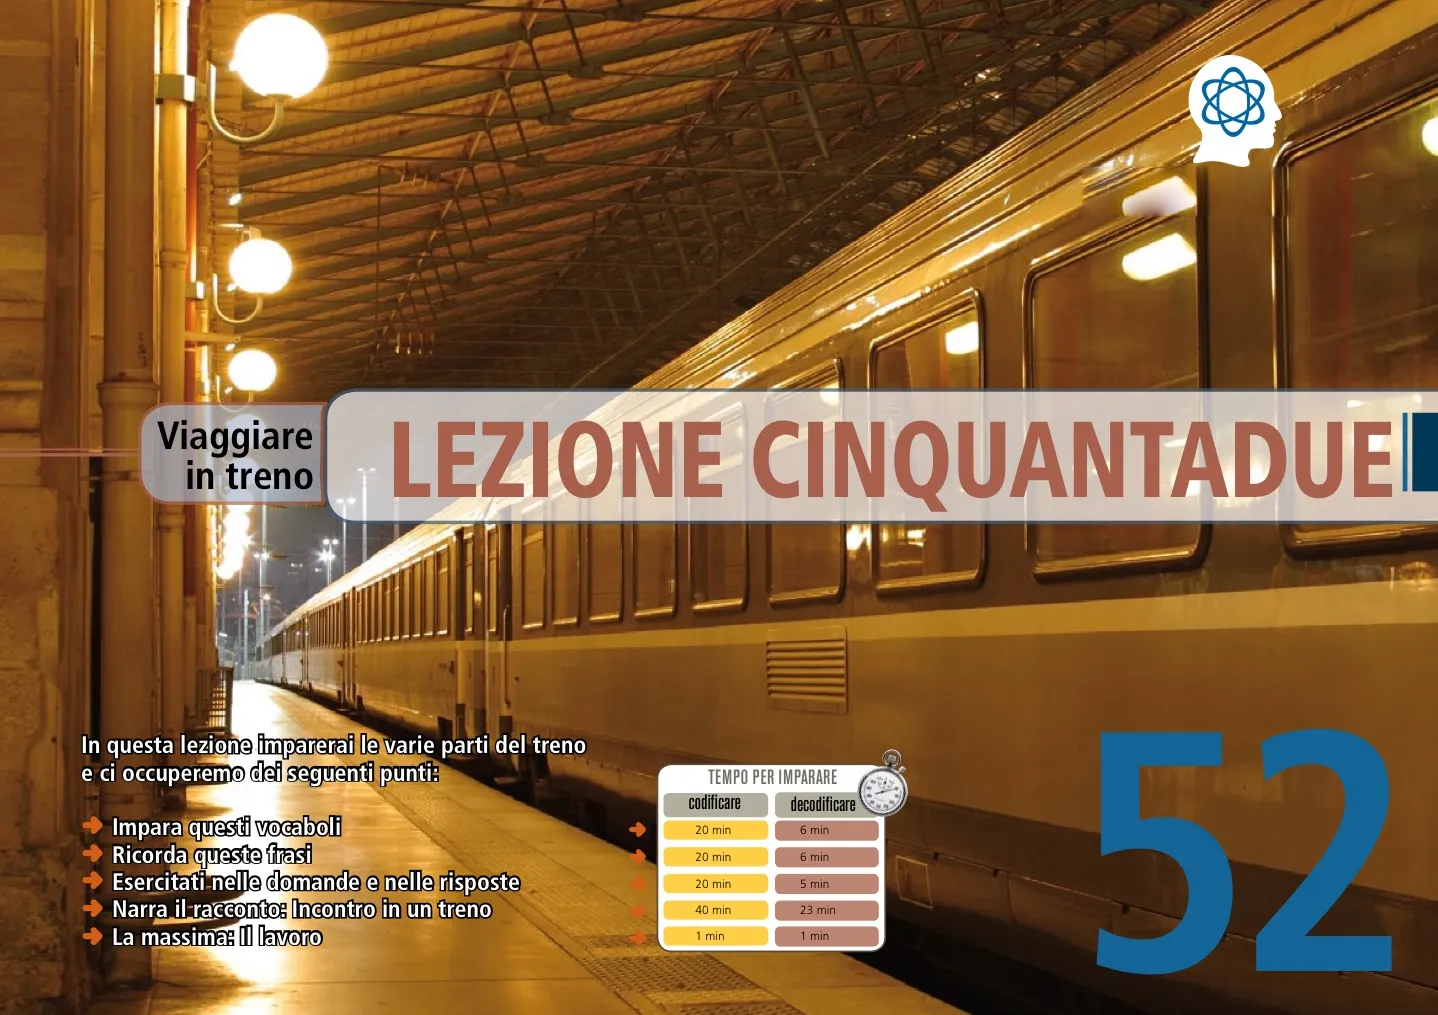 Viaggiare
in treno
LEZIONE CINQUANTADUE
In questa lezione imparerai le varie parti del treno
e ci occuperemo dei seguenti punti:
Impara questi vocaboli
Ricorda queste frasi
Esercitati nelle domande e nelle risposte
Narra il racconto: Incontro in un treno
La massima: Il lavoro
TEMPO PER IMPARARE
codificare decodificare
20 min 6 min
20 min 6 min
20 min 5 min
40 min 23 min
1 min 1 min
52